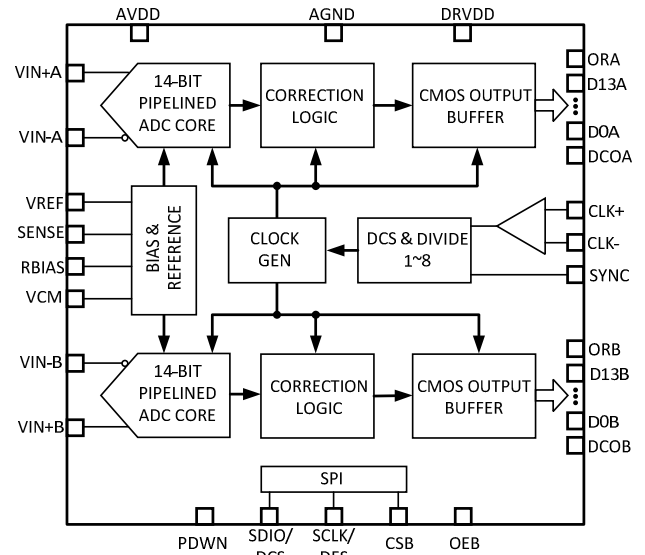 AVDD
AGND
DRVDD
VIN+A
VIN-A
14-BIT
PIPELINED
ADC CORE
CORRECTION
LOGIC
CMOS OUTPUT
BUFFER
ORA
D13A
D0A
DCOA
VREF
SENSE
RBIAS
VCM
BIAS &
REFERENCE
CLOCK
GEN
DCS & DIVIDE
1~8
CLK+
CLK-
SYNC
VIN-B
VIN+B
14-BIT
PIPELINED
ADC CORE
CORRECTION
LOGIC
CMOS OUTPUT
BUFFER
ORB
D13B
D0B
DCOB
SPI
PDWN
SDIO/
SCLK/
CSB
OEB